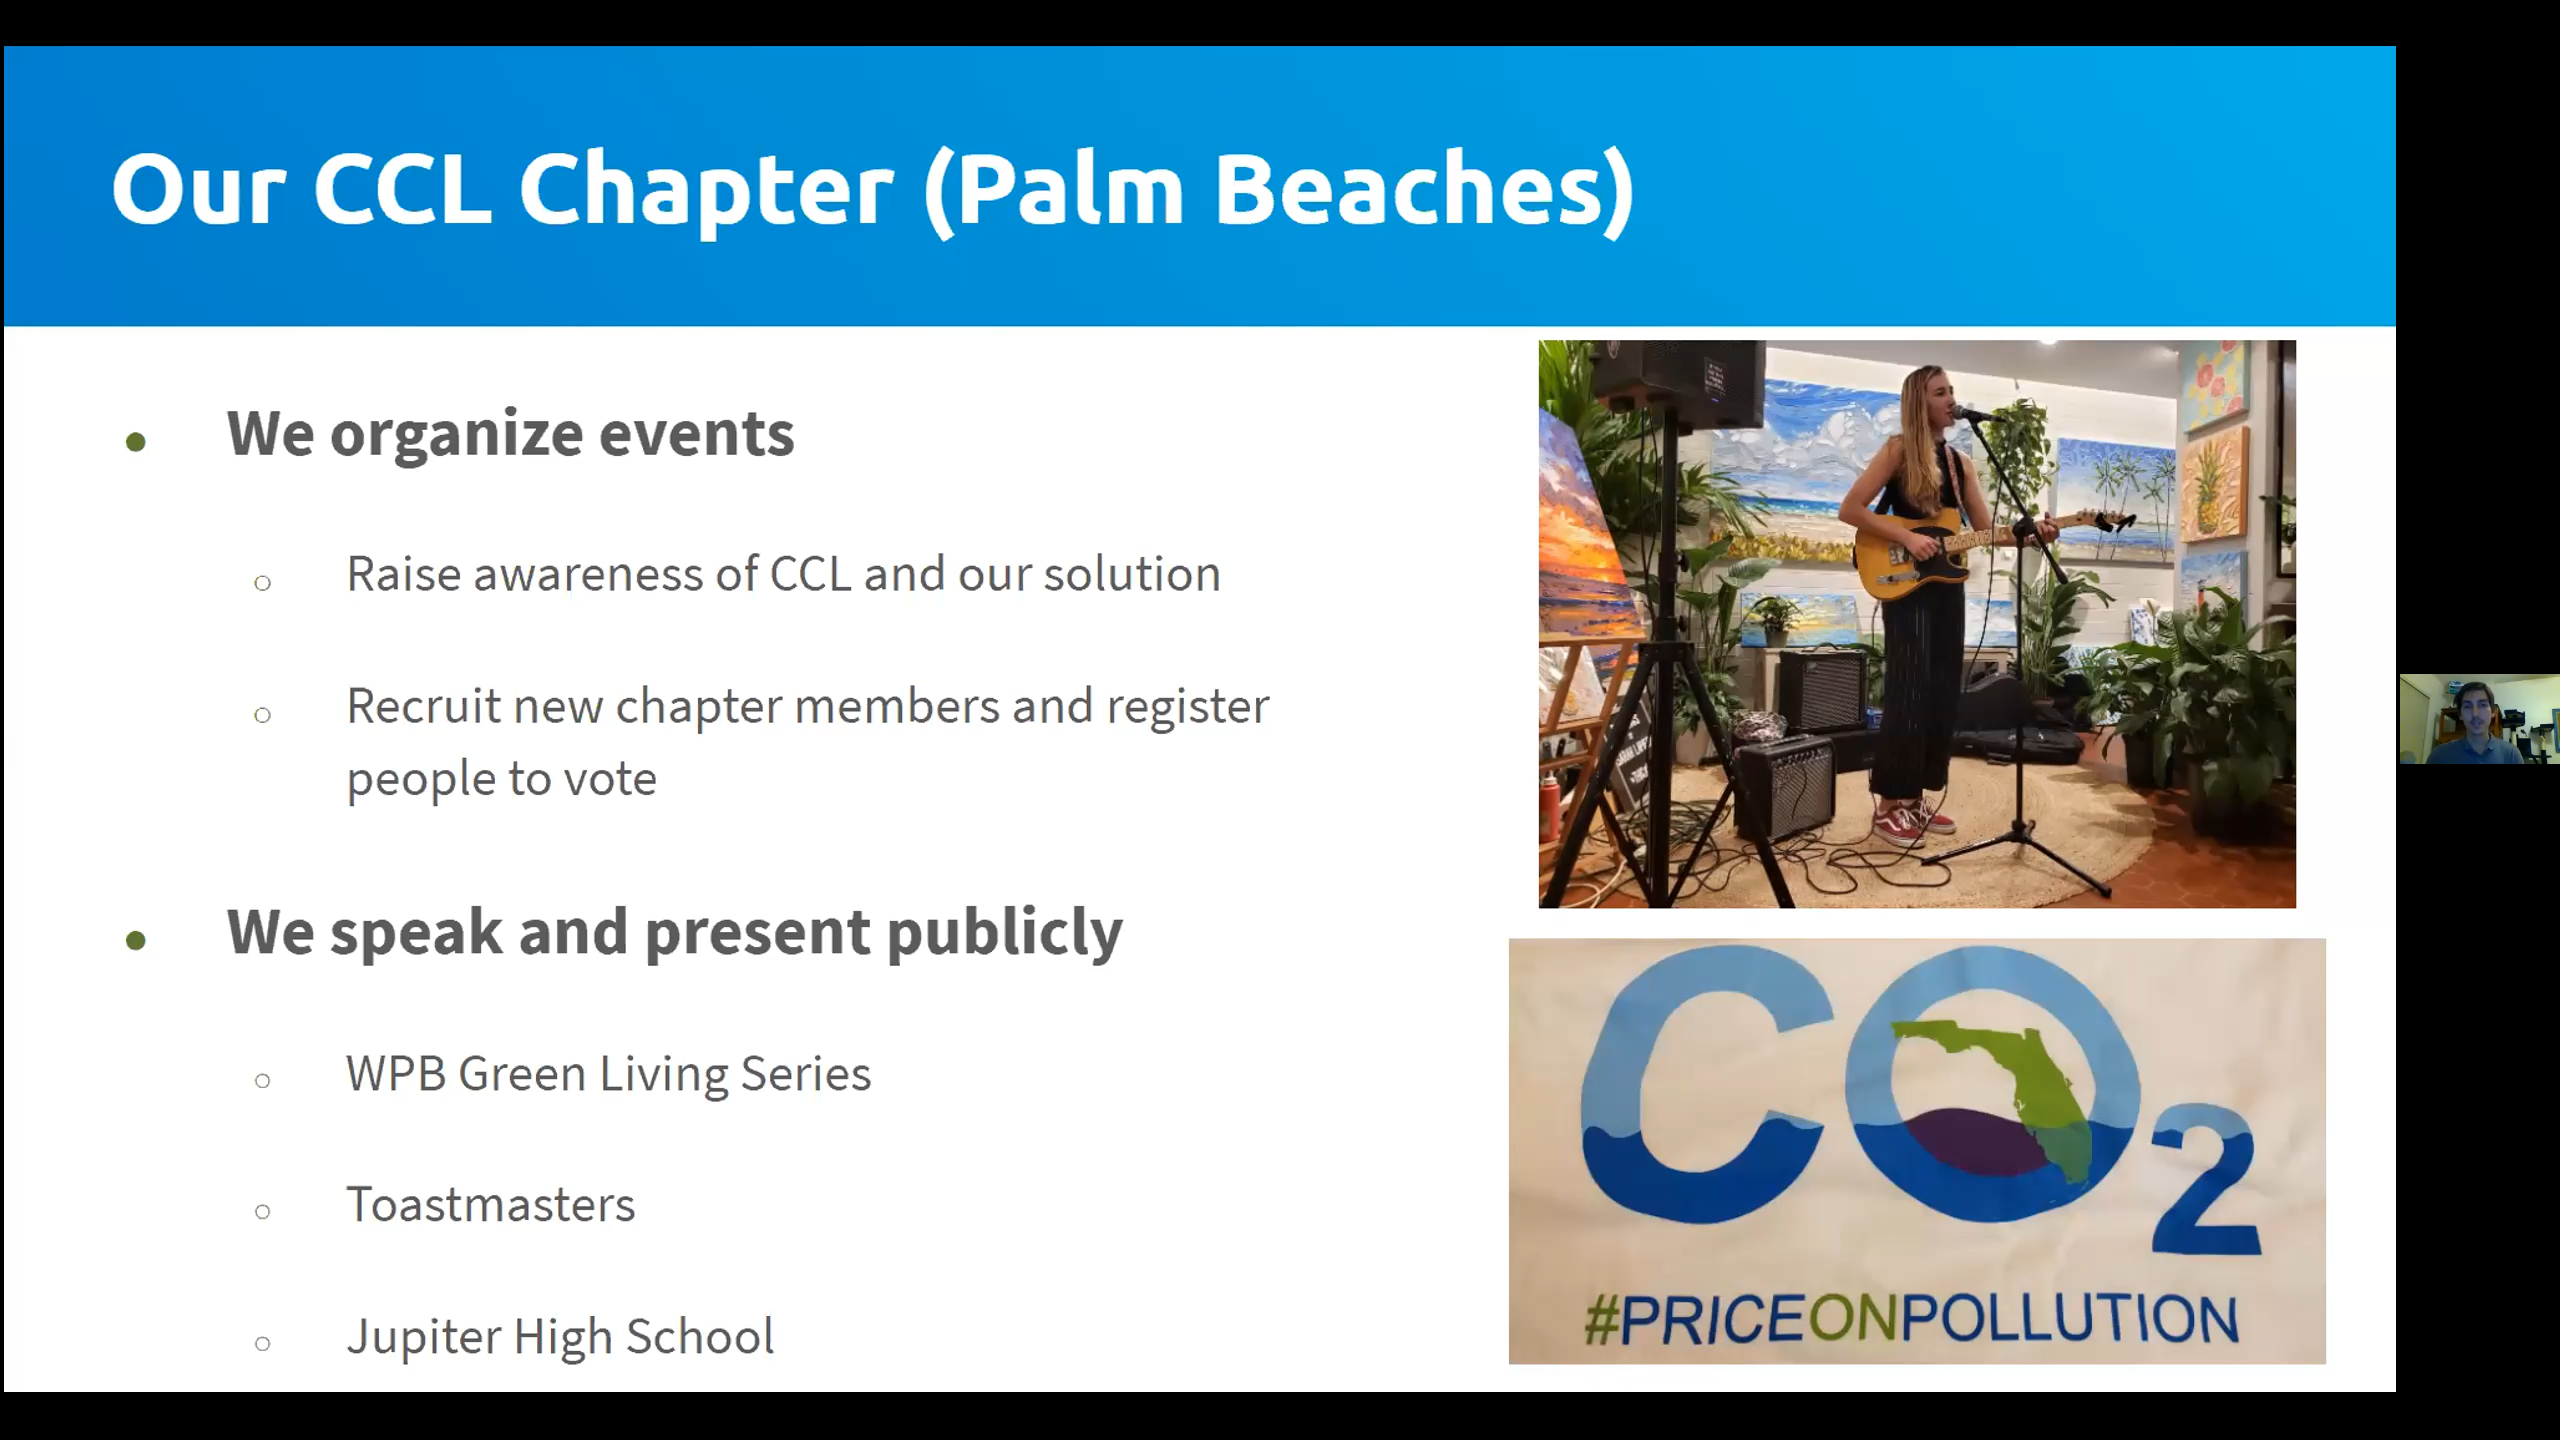 Our CCL Chapter (Palm Beaches)
We organize events
Raise awareness of CCL and our solution
Recruit new chapter members and register
people to vote
We speak and present publicly
WPB Green Living Series
Toastmasters
Jupiter High School
CO2
#PRICEONPOLLUTION